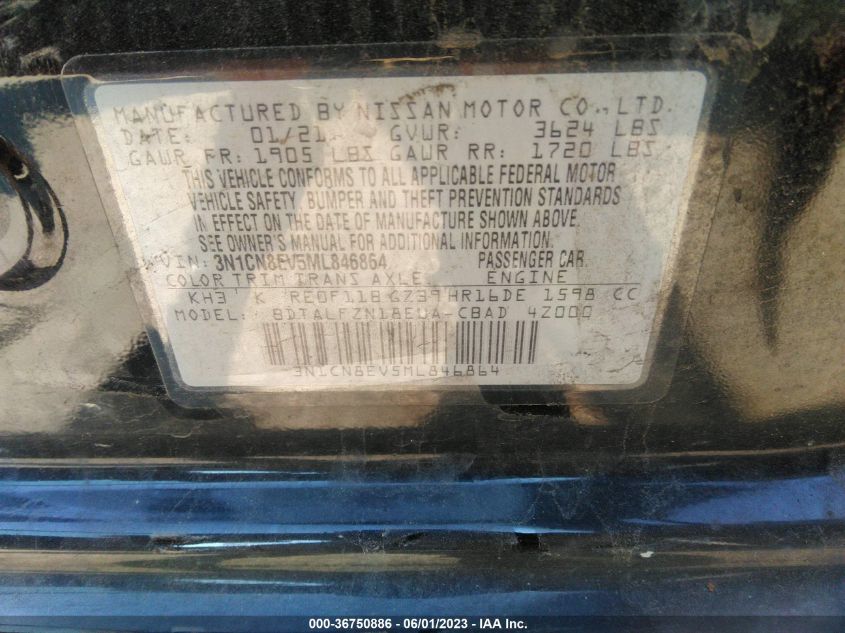 MANUFACTURED BY NISSAN MOTOR CO., LTD.
DATE: 01/21 GVWR: 3624 LBS
GAWR FR: 1905 LBS GAWR RR: 1720 LBS
THIS VEHICLE CONFORMS TO ALL APPLICABLE FEDERAL MOTOR
VEHICLE SAFETY, BUMPER AND THEFT PREVENTION STANDARDS
IN EFFECT ON THE DATE OF MANUFACTURE SHOWN ABOVE.
SEE OWNER'S MANUAL FOR ADDITIONAL INFORMATION.
VIN: 3N1CN8EV5ML846864 PASSENGER CAR
COLOR TRIM TRANS AXLE ENGINE
KH3 K RE0F11B GZ39 HR16DE 1598 CC
MODEL: BDTALFZN18EUA-CBAD 4Z000
3N1CN8EV5ML846864
000-36750886 - 06/01/2023 - IAA Inc.